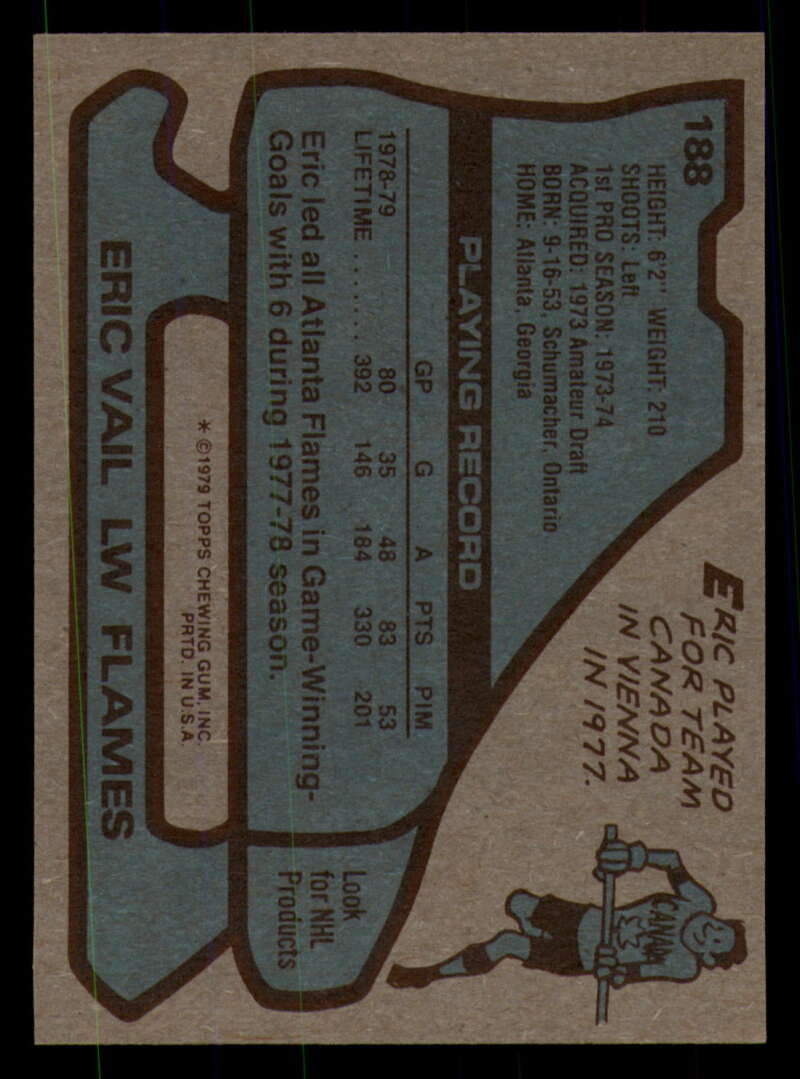 188
HEIGHT: 6'2" WEIGHT: 210
SHOOTS: Left
1st PRO SEASON: 1973-74
ACQUIRED: 1973 Amateur Draft
BORN: 9-16-53, Schumacher, Ontario
HOME: Atlanta, Georgia
ERIC PLAYED
FOR TEAM
CANADA
IN VIENNA
IN 1977.
CANADA
PLAYING RECORD
GP G A PTS PIM
1978-79 80 35 48 83 53
LIFETIME ....... 392 146 184 330 201
Eric led all Atlanta Flames in Game-Winning-
Goals with 6 during 1977-78 season.
Look
for NHL
Products
* ©1979 TOPPS CHEWING GUM, INC.
PRTD. IN U.S.A.
ERIC VAIL LW FLAMES